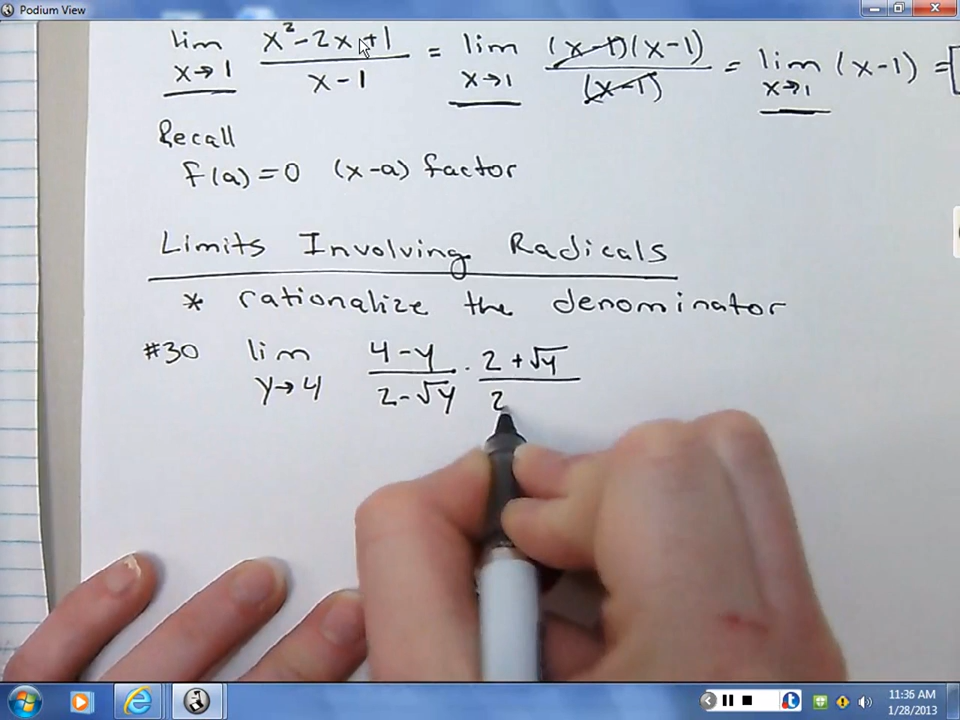 Podium View
lim x→1 x²-2x+1 / x-1 = lim x→1 (x-1)(x-1) / (x-1) = lim x→1 (x-1) =
Recall
f(a)=0 (x-a) factor
Limits Involving Radicals
* rationalize the denominator
#30 lim y→4 4-y / 2-√y · 2+√y / 2
11:36 AM
1/28/2013